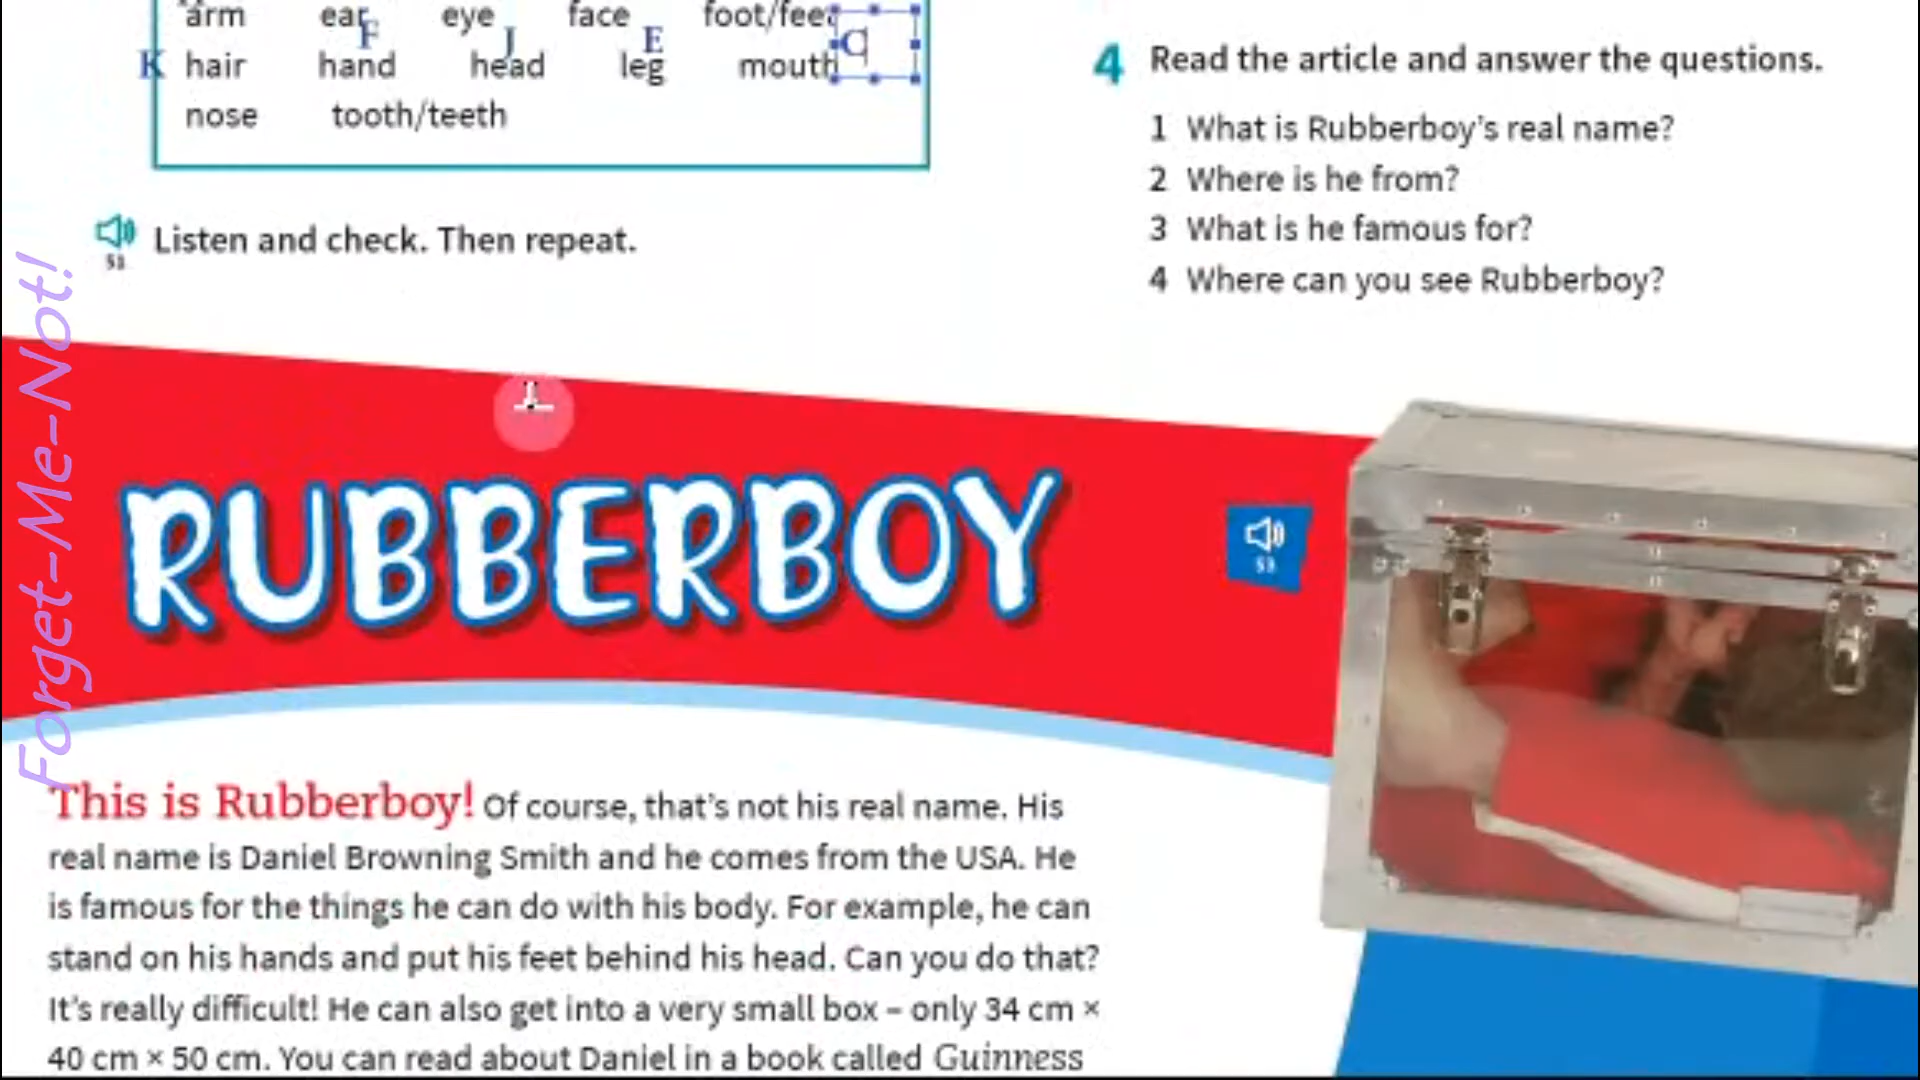 arm ear eye face foot/feet
F J E C
K hair hand head leg mouth
nose tooth/teeth
51 Listen and check. Then repeat.
4 Read the article and answer the questions.
1 What is Rubberboy's real name?
2 Where is he from?
3 What is he famous for?
4 Where can you see Rubberboy?
Forget-Me-Not!
RUBBERBOY
53
This is Rubberboy! Of course, that's not his real name. His
real name is Daniel Browning Smith and he comes from the USA. He
is famous for the things he can do with his body. For example, he can
stand on his hands and put his feet behind his head. Can you do that?
It's really difficult! He can also get into a very small box – only 34 cm ×
40 cm × 50 cm. You can read about Daniel in a book called Guinness